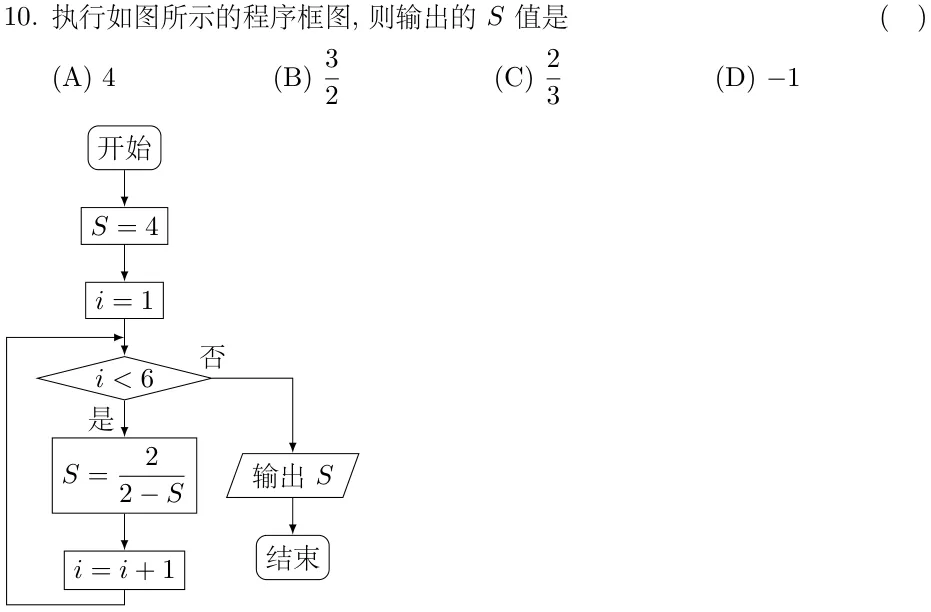 10. 执行如图所示的程序框图, 则输出的 S 值是 ( )
(A) 4 (B) 3/2 (C) 2/3 (D) −1
开始
S = 4
i = 1
否
i < 6
是
S = 2/(2 − S)
输出 S
i = i + 1
结束